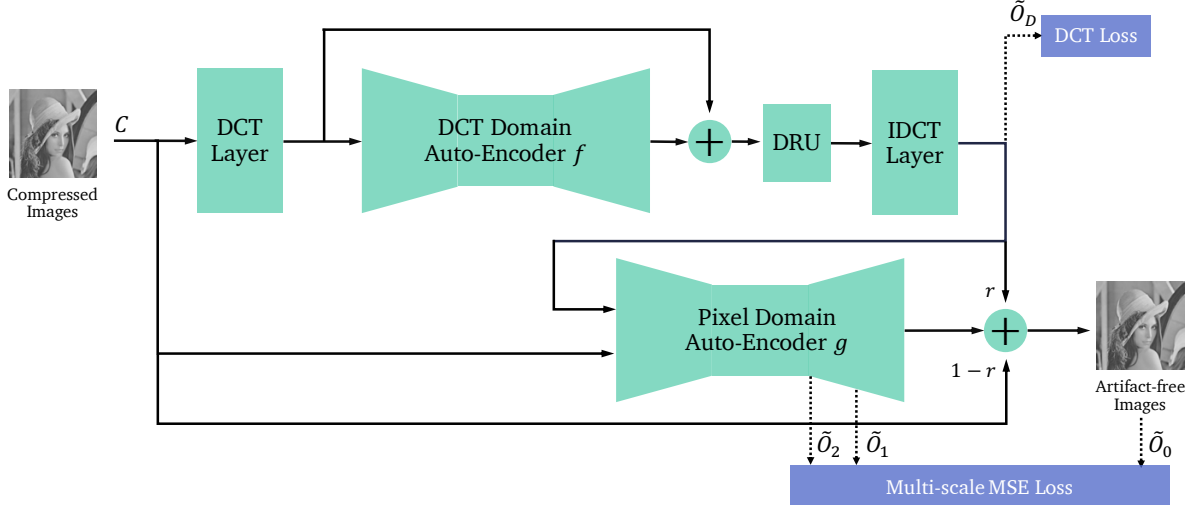 Õ_D
DCT Loss
C
DCT
Layer
DCT Domain
Auto-Encoder f
+
DRU
IDCT
Layer
Compressed
Images
r
Pixel Domain
Auto-Encoder g
+
1 − r
Artifact-free
Images
Õ_2
Õ_1
Õ_0
Multi-scale MSE Loss